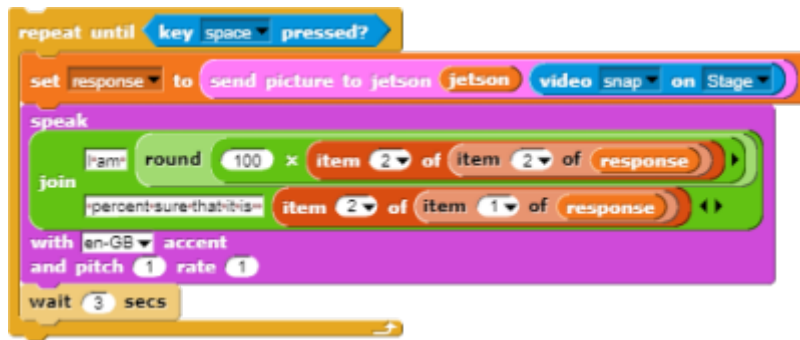 repeat until key space pressed?
set response to send picture to jetson jetson video snap on Stage
speak
I am round 100 × item 2 of item 2 of response
join
percent sure that it is item 2 of item 1 of response
with en-GB accent
and pitch 1 rate 1
wait 3 secs